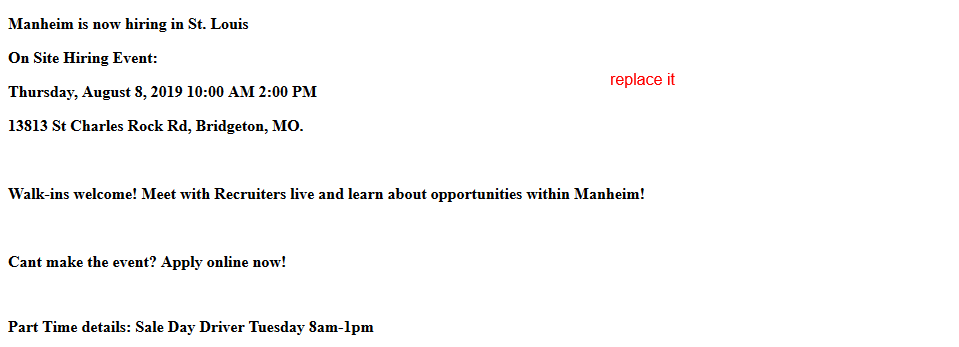 Manheim is now hiring in St. Louis
On Site Hiring Event:
replace it
Thursday, August 8, 2019 10:00 AM 2:00 PM
13813 St Charles Rock Rd, Bridgeton, MO.
Walk-ins welcome! Meet with Recruiters live and learn about opportunities within Manheim!
Cant make the event? Apply online now!
Part Time details: Sale Day Driver Tuesday 8am-1pm